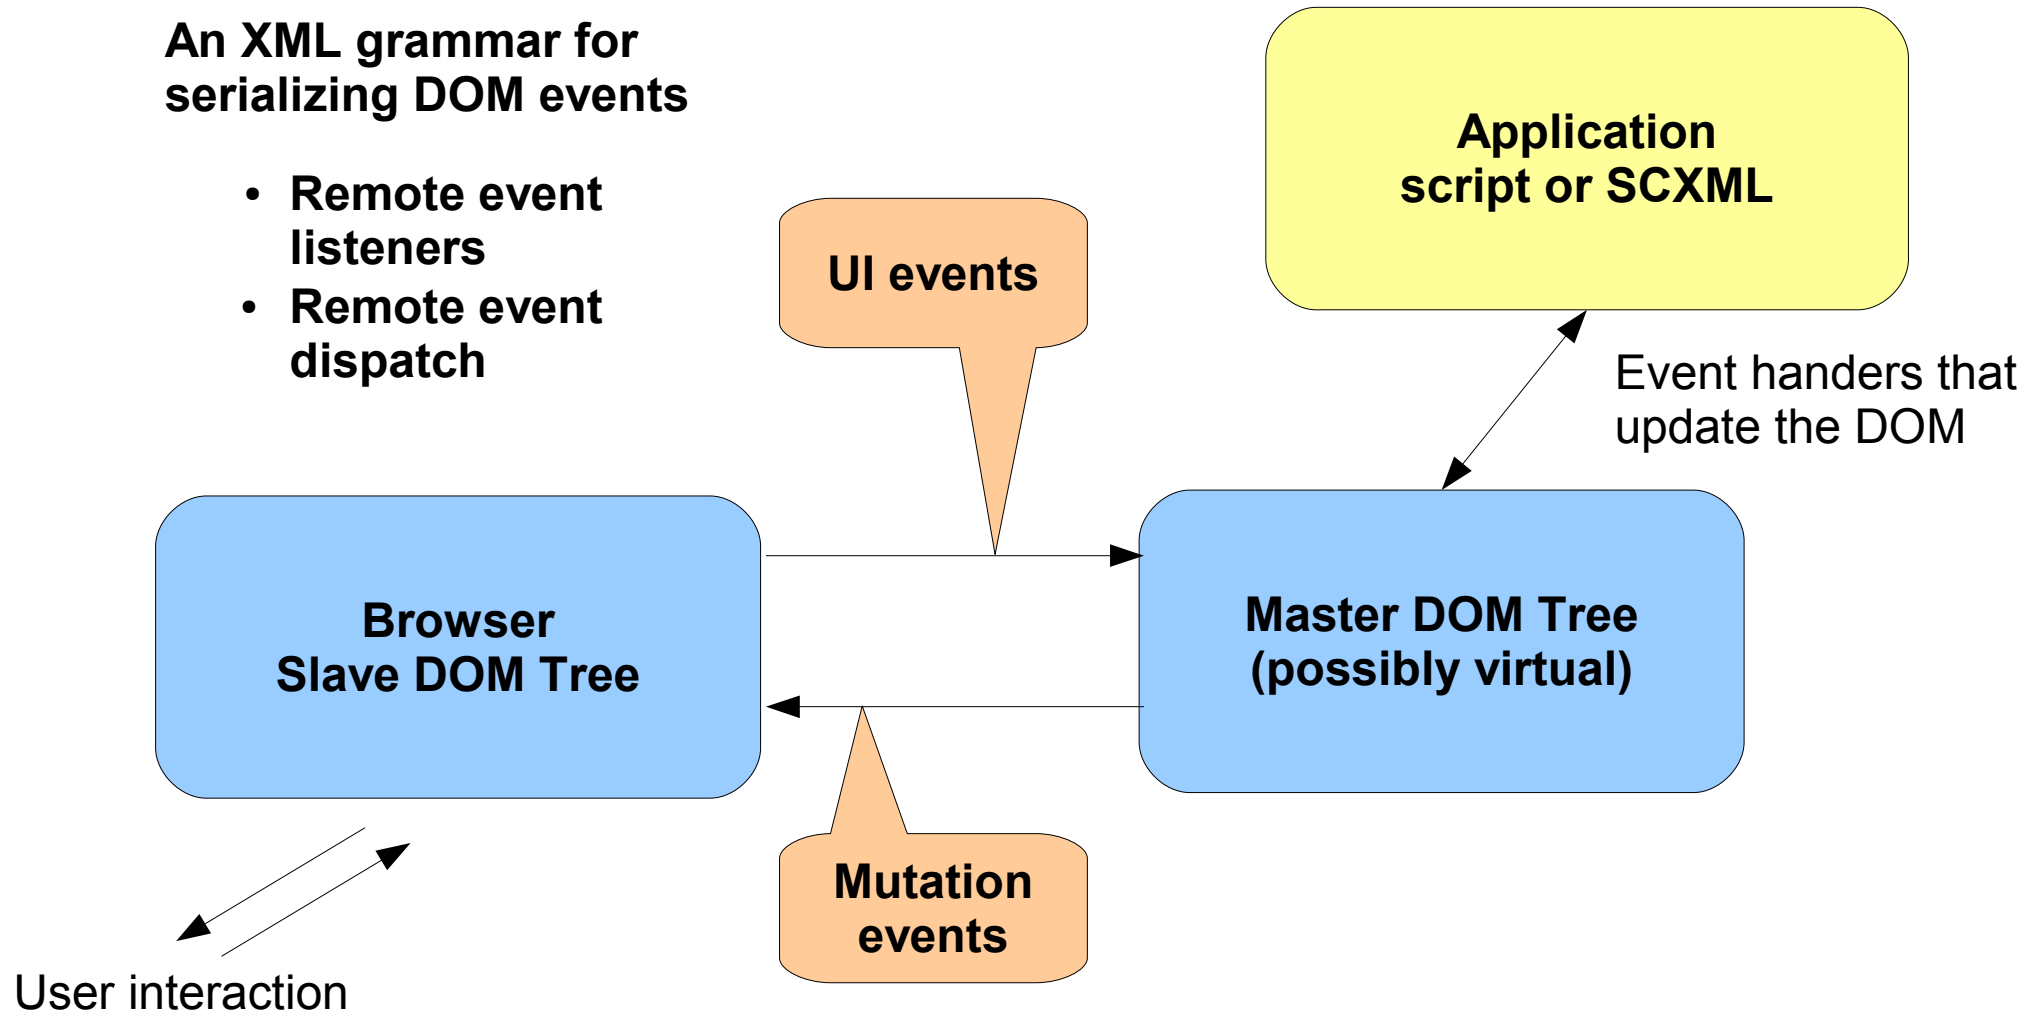 An XML grammar for
serializing DOM events
• Remote event
listeners
• Remote event
dispatch
UI events
Application
script or SCXML
Event handers that
update the DOM
Browser
Slave DOM Tree
Master DOM Tree
(possibly virtual)
Mutation
events
User interaction